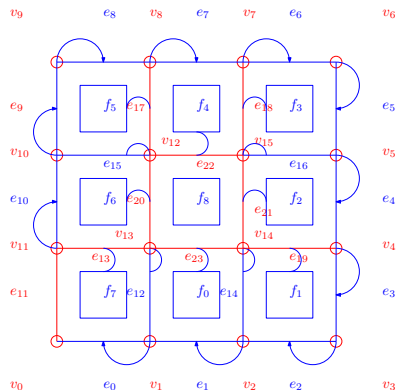 v₉ e₈ v₈ e₇ v₇ e₆ v₆
e₉ f₅ e₁₇ f₄ e₁₈ f₃ e₅
v₁₀ e₁₅ v₁₂ e₂₂ v₁₅ e₁₆ v₅
e₁₀ f₆ e₂₀ f₈ e₂₁ f₂ e₄
v₁₁ e₁₃ v₁₃ e₂₃ v₁₄ e₁₉ v₄
e₁₁ f₇ e₁₂ f₀ e₁₄ f₁ e₃
v₀ e₀ v₁ e₁ v₂ e₂ v₃